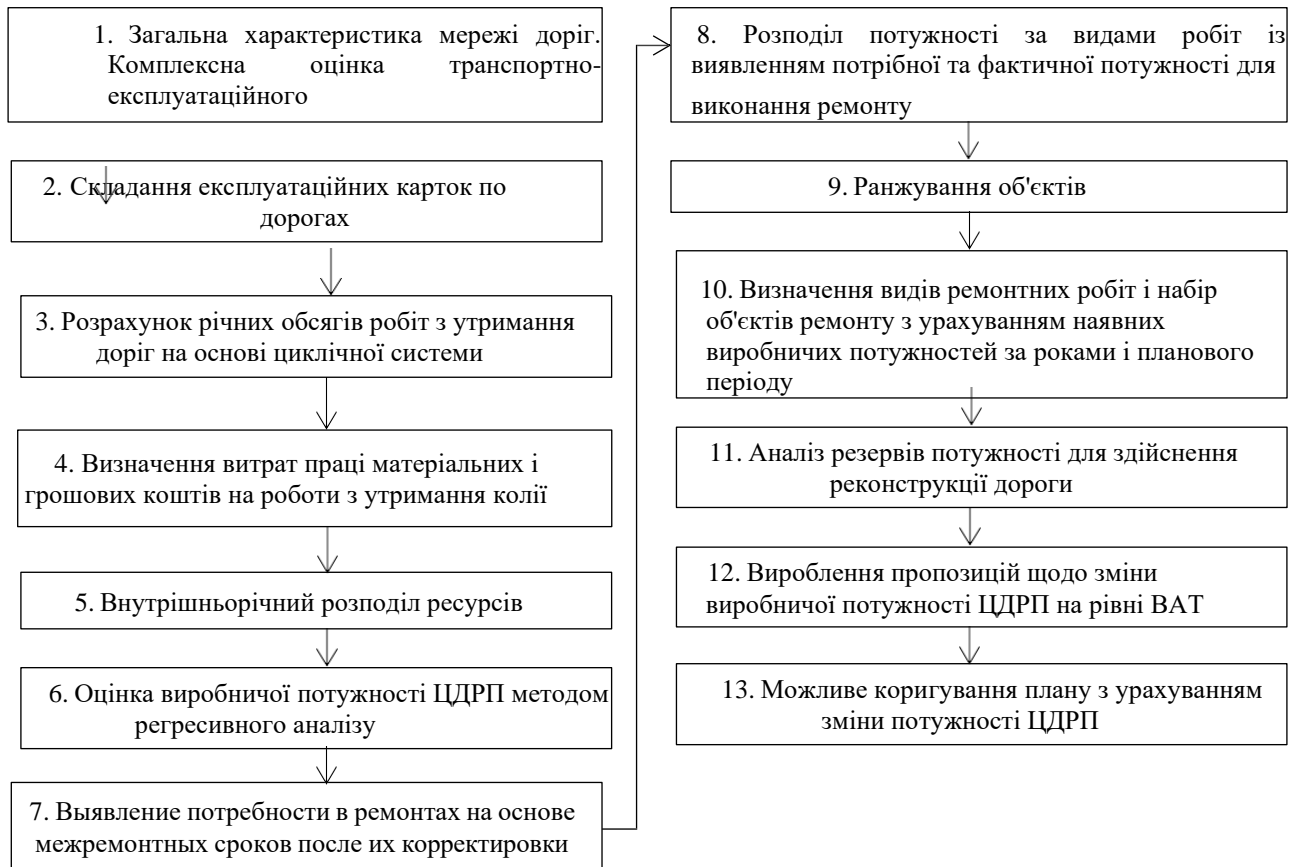 1. Загальна характеристика мережі доріг.
Комплексна оцінка транспортно-
експлуатаційного
2. Складання експлуатаційних карток по
дорогах
3. Розрахунок річних обсягів робіт з утримання
доріг на основі циклічної системи
4. Визначення витрат праці матеріальних і
грошових коштів на роботи з утримання колії
5. Внутрішньорічний розподіл ресурсів
6. Оцінка виробничої потужності ЦДРП методом
регресивного аналізу
7. Выявление потребности в ремонтах на основе
межремонтных сроков после их корректировки
8. Розподіл потужності за видами робіт із
виявленням потрібної та фактичної потужності для
виконання ремонту
9. Ранжування об'єктів
10. Визначення видів ремонтних робіт і набір
об'єктів ремонту з урахуванням наявних
виробничих потужностей за роками і планового
періоду
11. Аналіз резервів потужності для здійснення
реконструкції дороги
12. Вироблення пропозицій щодо зміни
виробничої потужності ЦДРП на рівні ВАТ
13. Можливе коригування плану з урахуванням
зміни потужності ЦДРП